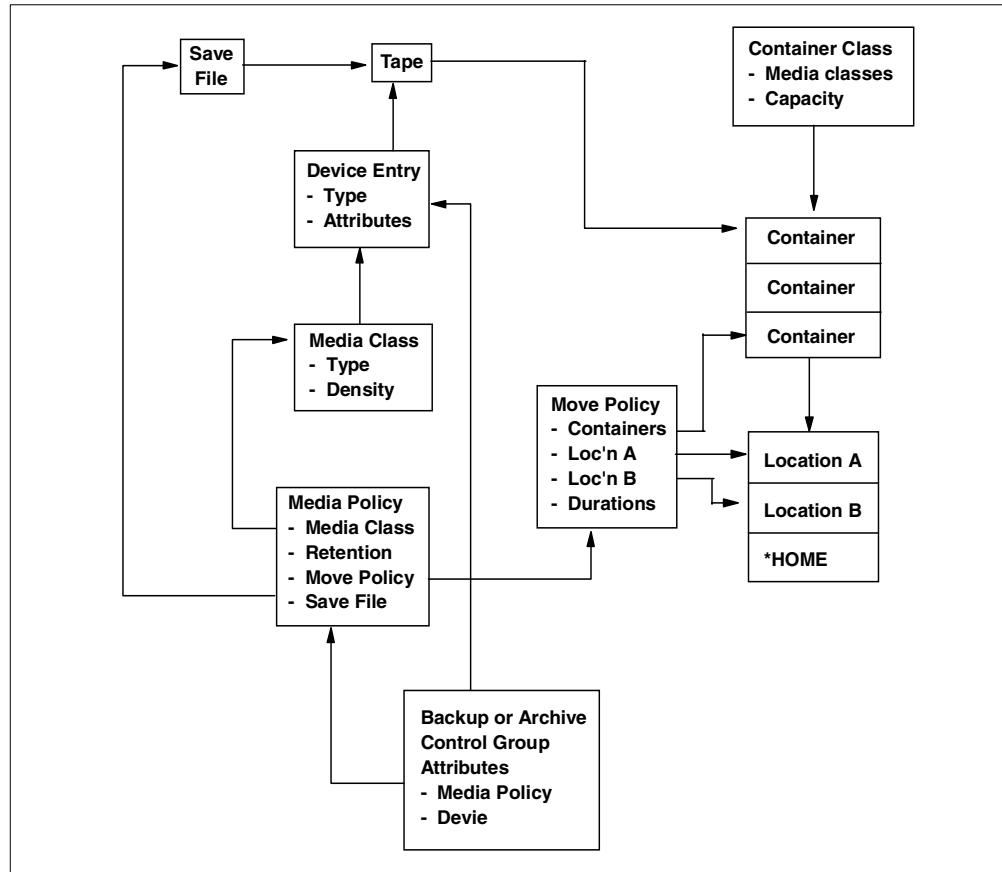 Save
File
Tape
Container Class
- Media classes
- Capacity
Device Entry
- Type
- Attributes
Container
Container
Container
Media Class
- Type
- Density
Move Policy
- Containers
- Loc'n A
- Loc'n B
- Durations
Location A
Location B
*HOME
Media Policy
- Media Class
- Retention
- Move Policy
- Save File
Backup or Archive
Control Group
Attributes
- Media Policy
- Devie